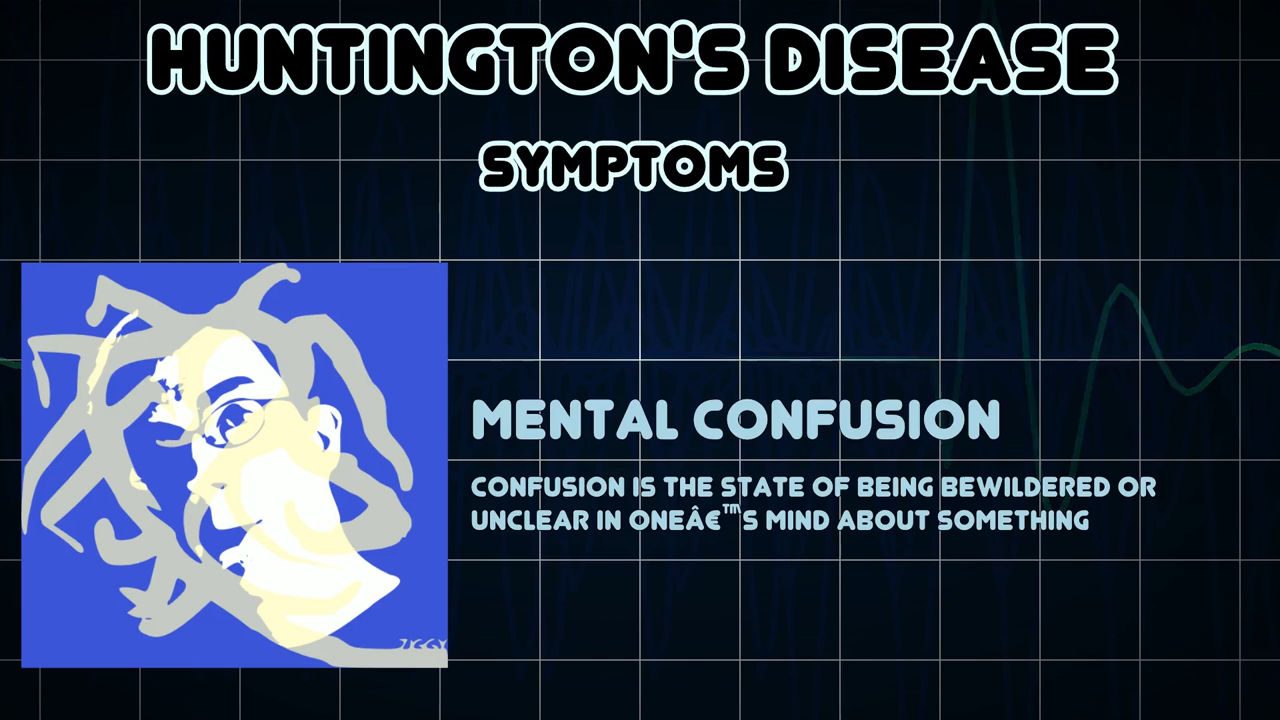 HUNTINGTON'S DISEASE
SYMPTOMS
MENTAL CONFUSION
CONFUSION IS THE STATE OF BEING BEWILDERED OR
UNCLEAR IN ONEÂ€™S MIND ABOUT SOMETHING
ZIGGY